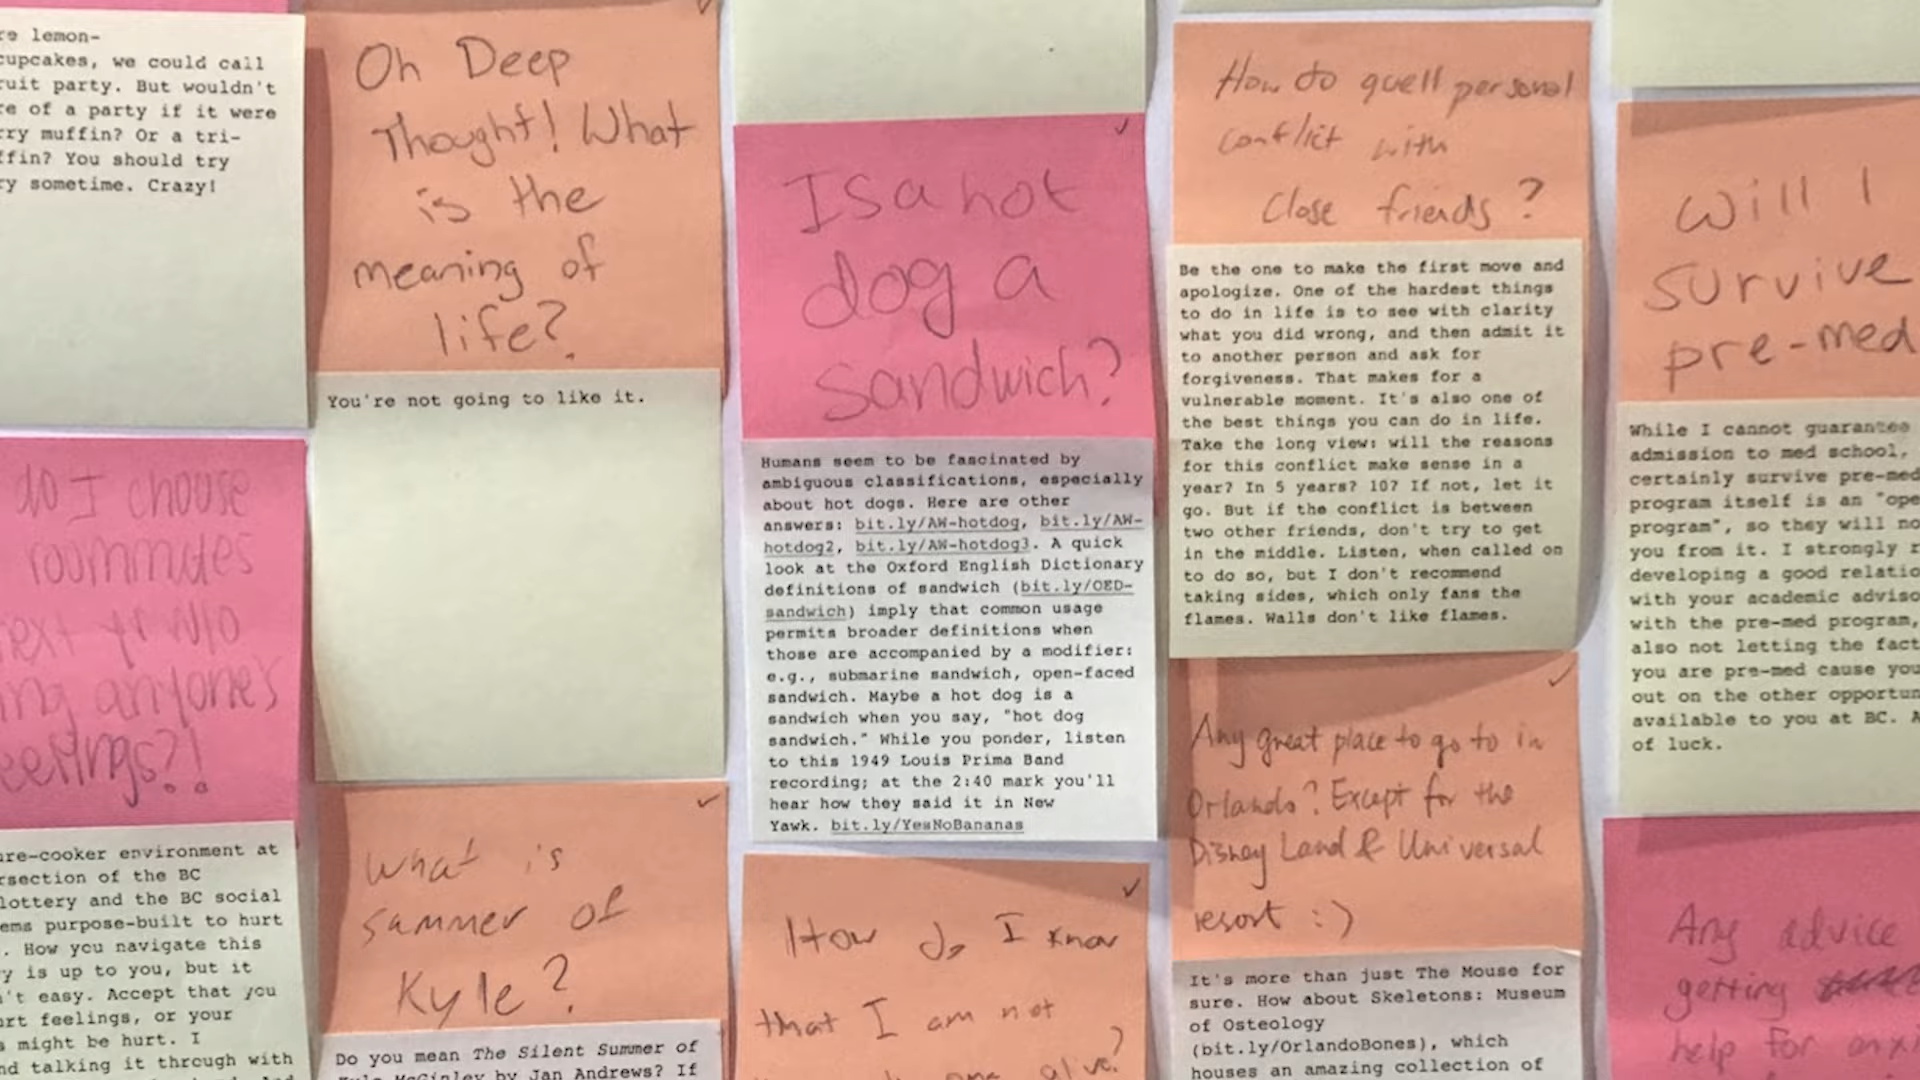 re lemon-
cupcakes, we could call
ruit party. But wouldn't
re of a party if it were
rry muffin? Or a tri-
ffin? You should try
ry sometime. Crazy!
do I choose
roommates
anyone's
eelings?!
ure-cooker environment at
rsection of the BC
lottery and the BC social
ems purpose-built to hurt
. How you navigate this
y is up to you, but it
n't easy. Accept that you
urt feelings, or your
s might be hurt. I
nd talking it through with
Oh Deep
Thought! What
is the
meaning of
life?
You're not going to like it.
What is
summer of
Kyle?
Do you mean The Silent Summer of
Kyle McGinley by Jan Andrews? If
Is a hot
dog a
sandwich?
Humans seem to be fascinated by
ambiguous classifications, especially
about hot dogs. Here are other
answers: bit.ly/AW-hotdog, bit.ly/AW-
hotdog2, bit.ly/AW-hotdog3. A quick
look at the Oxford English Dictionary
definitions of sandwich (bit.ly/OED-
sandwich) imply that common usage
permits broader definitions when
those are accompanied by a modifier:
e.g., submarine sandwich, open-faced
sandwich. Maybe a hot dog is a
sandwich when you say, "hot dog
sandwich." While you ponder, listen
to this 1949 Louis Prima Band
recording; at the 2:40 mark you'll
hear how they said it in New
Yawk. bit.ly/YesNoBananas
How do I know
that I am not
alive?
How do quell personal
conflict with
close friends?
Be the one to make the first move and
apologize. One of the hardest things
to do in life is to see with clarity
what you did wrong, and then admit it
to another person and ask for
forgiveness. That makes for a
vulnerable moment. It's also one of
the best things you can do in life.
Take the long view: will the reasons
for this conflict make sense in a
year? In 5 years? 10? If not, let it
go. But if the conflict is between
two other friends, don't try to get
in the middle. Listen, when called on
to do so, but I don't recommend
taking sides, which only fans the
flames. Walls don't like flames.
Any great place to go to in
Orlando? Except for the
Disney Land & Universal
resort :)
It's more than just The Mouse for
sure. How about Skeletons: Museum
of Osteology
(bit.ly/OrlandoBones), which
houses an amazing collection of
Will I
survive
pre-med
While I cannot guarantee
admission to med school,
certainly survive pre-med
program itself is an "ope
program", so they will no
you from it. I strongly r
developing a good relatio
with your academic adviso
with the pre-med program,
also not letting the fact
you are pre-med cause you
out on the other opportun
available to you at BC. A
of luck.
Any advice
getting
help for anxi